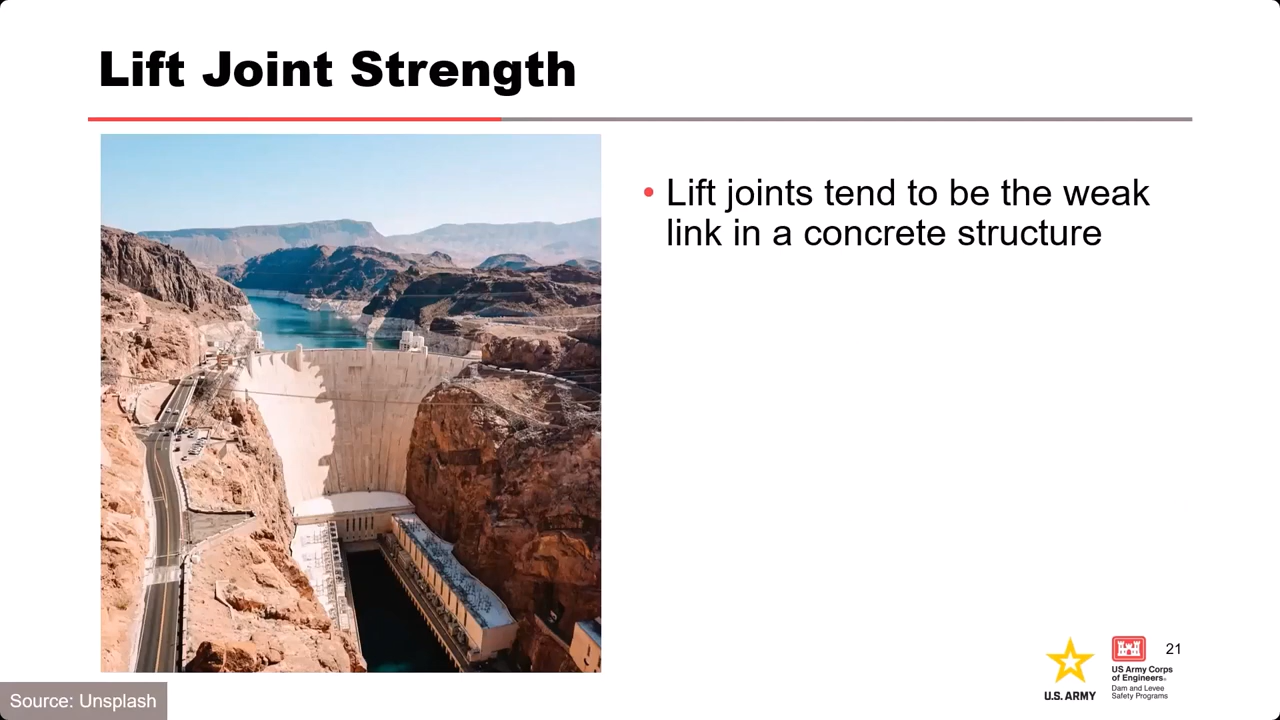 Lift Joint Strength
• Lift joints tend to be the weak
link in a concrete structure
21
U.S. ARMY
US Army Corps
of Engineers®
Dam and Levee
Safety Programs
Source: Unsplash